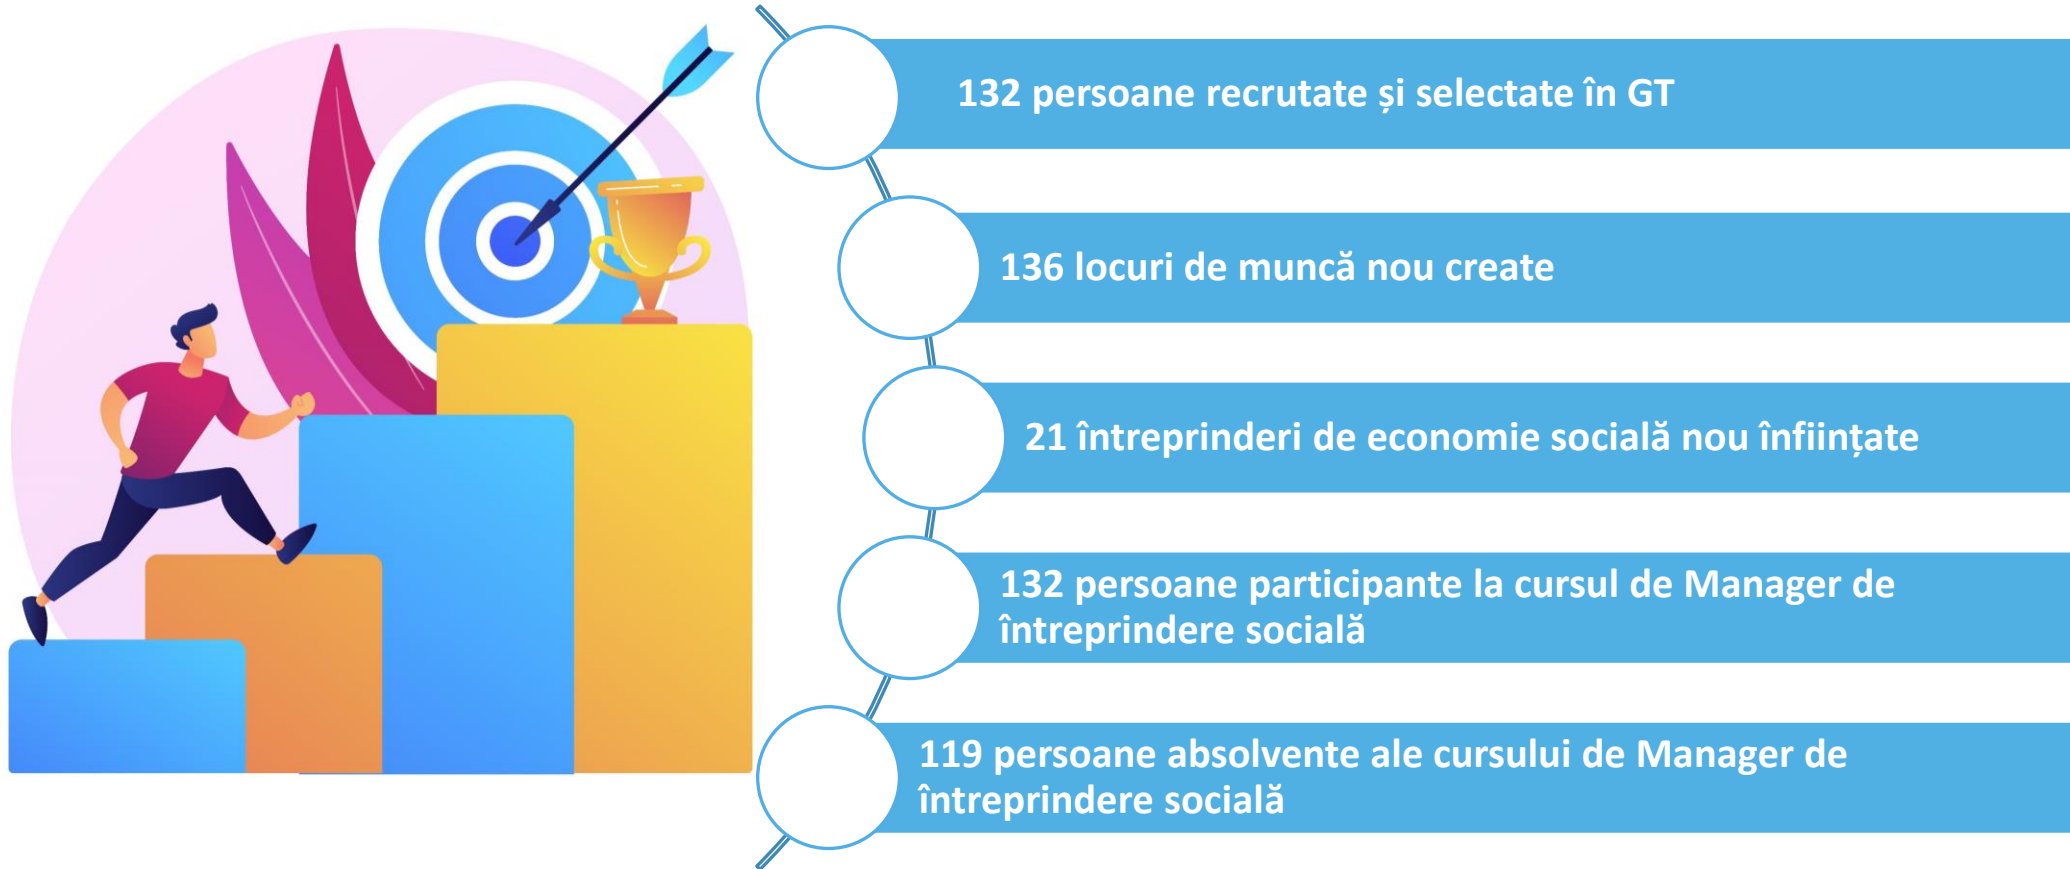 132 persoane recrutate și selectate în GT
136 locuri de muncă nou create
21 întreprinderi de economie socială nou înființate
132 persoane participante la cursul de Manager de
întreprindere socială
119 persoane absolvente ale cursului de Manager de
întreprindere socială